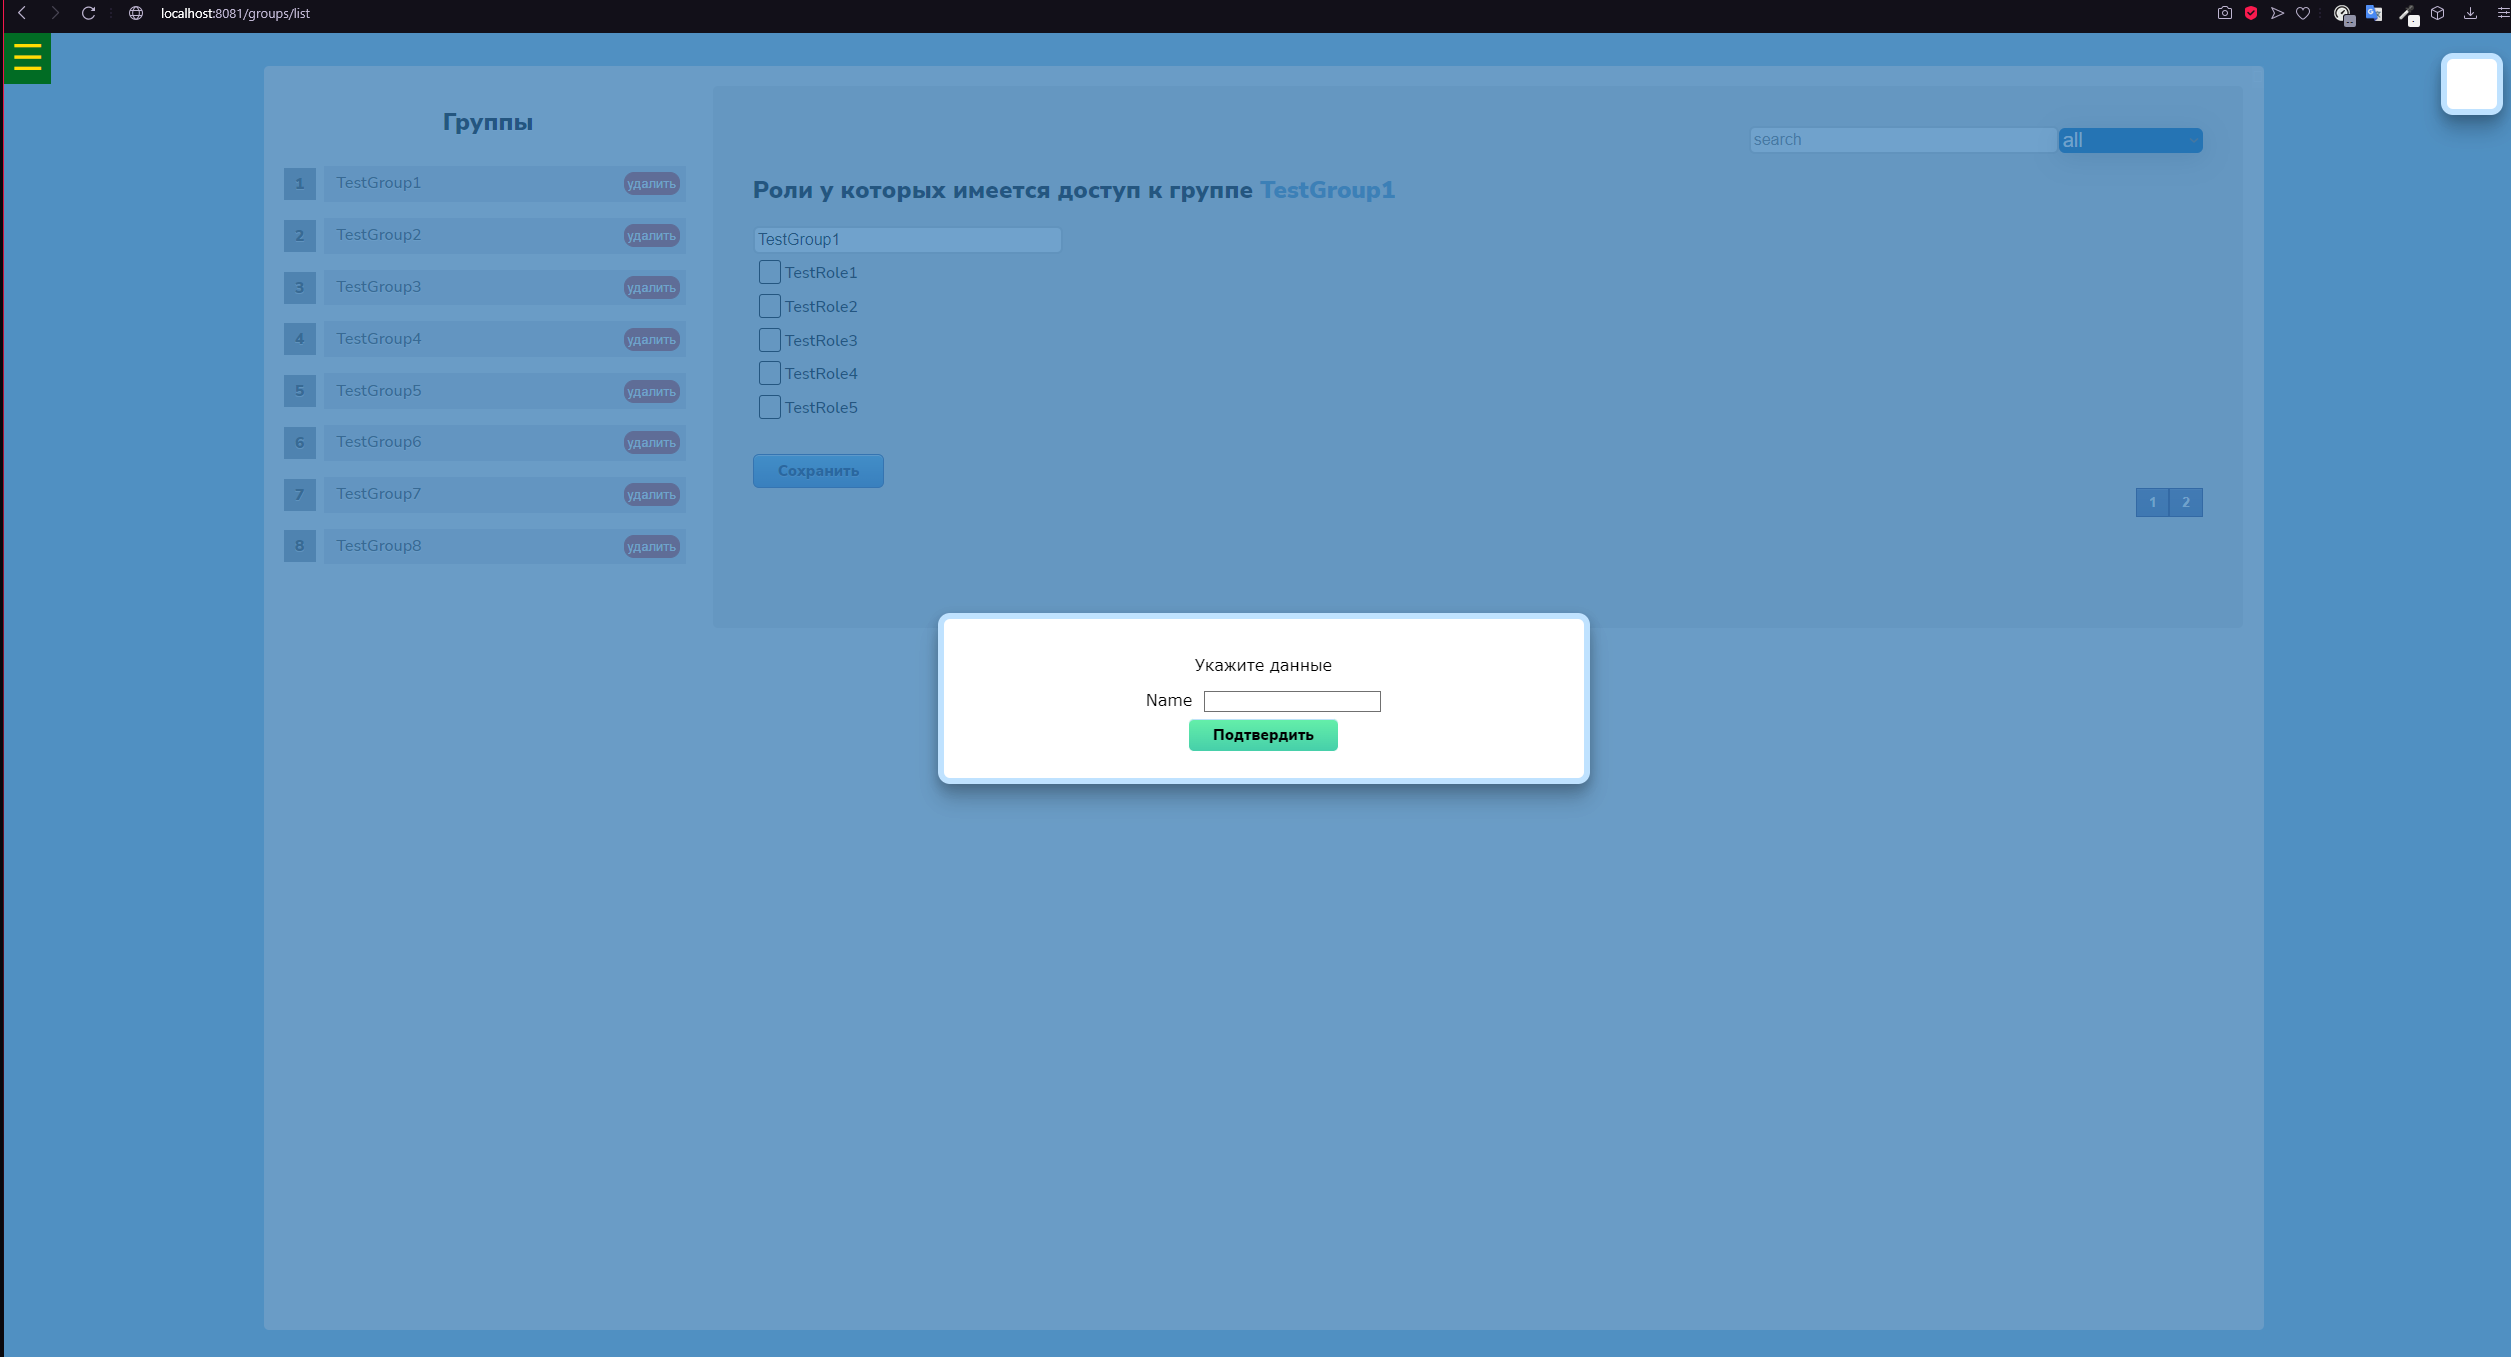 localhost:8081/groups/list
Группы
1 TestGroup1 удалить
2 TestGroup2 удалить
3 TestGroup3 удалить
4 TestGroup4 удалить
5 TestGroup5 удалить
6 TestGroup6 удалить
7 TestGroup7 удалить
8 TestGroup8 удалить
search all
Роли у которых имеется доступ к группе TestGroup1
TestGroup1
TestRole1
TestRole2
TestRole3
TestRole4
TestRole5
Сохранить
1 2
Укажите данные
Name
Подтвердить